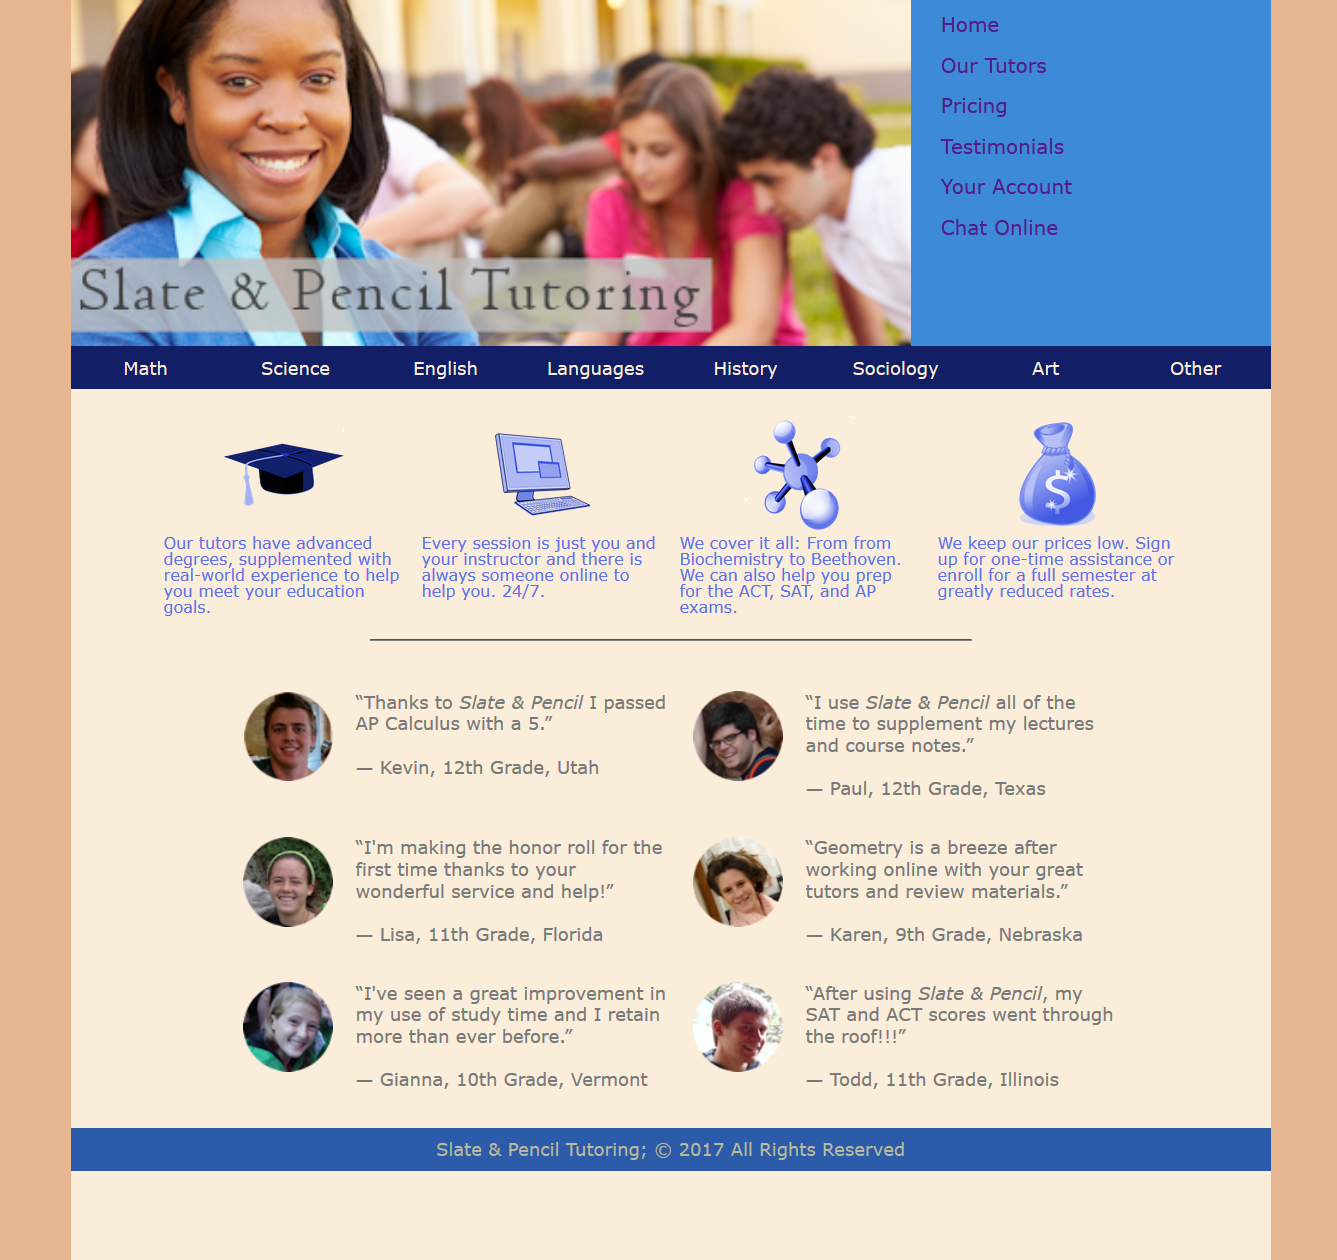 Slate & Pencil Tutoring
Home
Our Tutors
Pricing
Testimonials
Your Account
Chat Online
Math Science English Languages History Sociology Art Other
$
Our tutors have advanced
degrees, supplemented with
real-world experience to help
you meet your education
goals.
Every session is just you and
your instructor and there is
always someone online to
help you. 24/7.
We cover it all: From from
Biochemistry to Beethoven.
We can also help you prep
for the ACT, SAT, and AP
exams.
We keep our prices low. Sign
up for one-time assistance or
enroll for a full semester at
greatly reduced rates.
“Thanks to Slate & Pencil I passed
AP Calculus with a 5.”
— Kevin, 12th Grade, Utah
“I use Slate & Pencil all of the
time to supplement my lectures
and course notes.”
— Paul, 12th Grade, Texas
“I'm making the honor roll for the
first time thanks to your
wonderful service and help!”
— Lisa, 11th Grade, Florida
“Geometry is a breeze after
working online with your great
tutors and review materials.”
— Karen, 9th Grade, Nebraska
“I've seen a great improvement in
my use of study time and I retain
more than ever before.”
— Gianna, 10th Grade, Vermont
“After using Slate & Pencil, my
SAT and ACT scores went through
the roof!!!”
— Todd, 11th Grade, Illinois
Slate & Pencil Tutoring; © 2017 All Rights Reserved